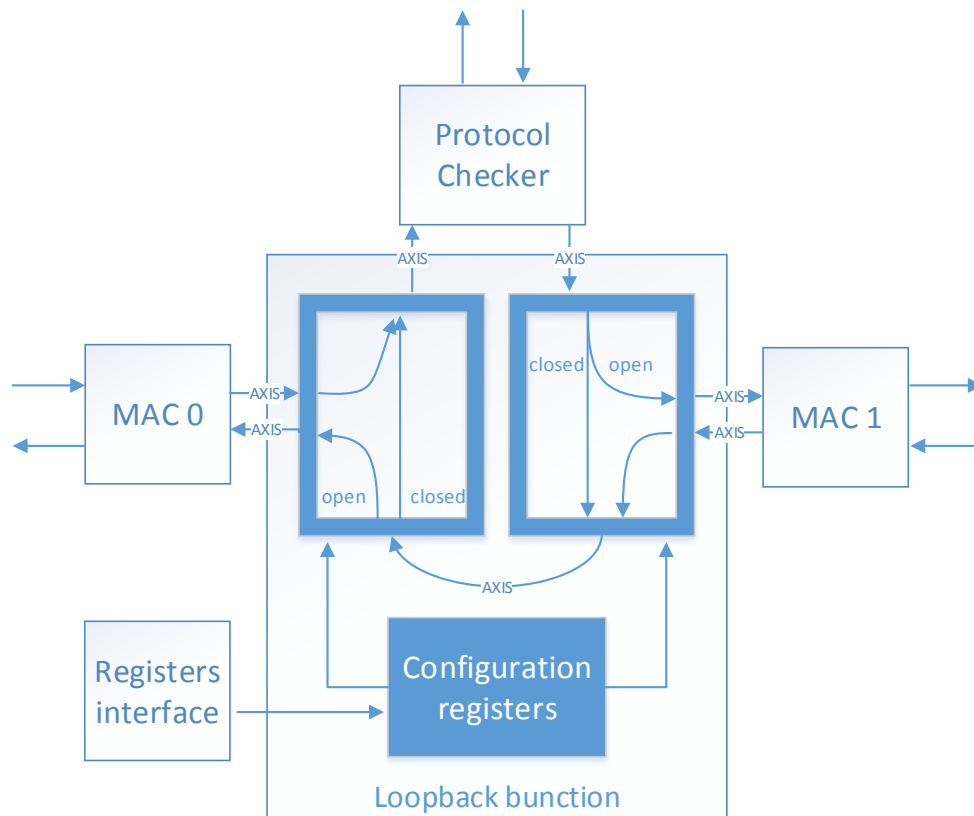 Protocol
Checker
AXIS
AXIS
closed
open
MAC 0
AXIS
AXIS
AXIS
AXIS
MAC 1
open
closed
AXIS
Registers
interface
Configuration
registers
Loopback bunction